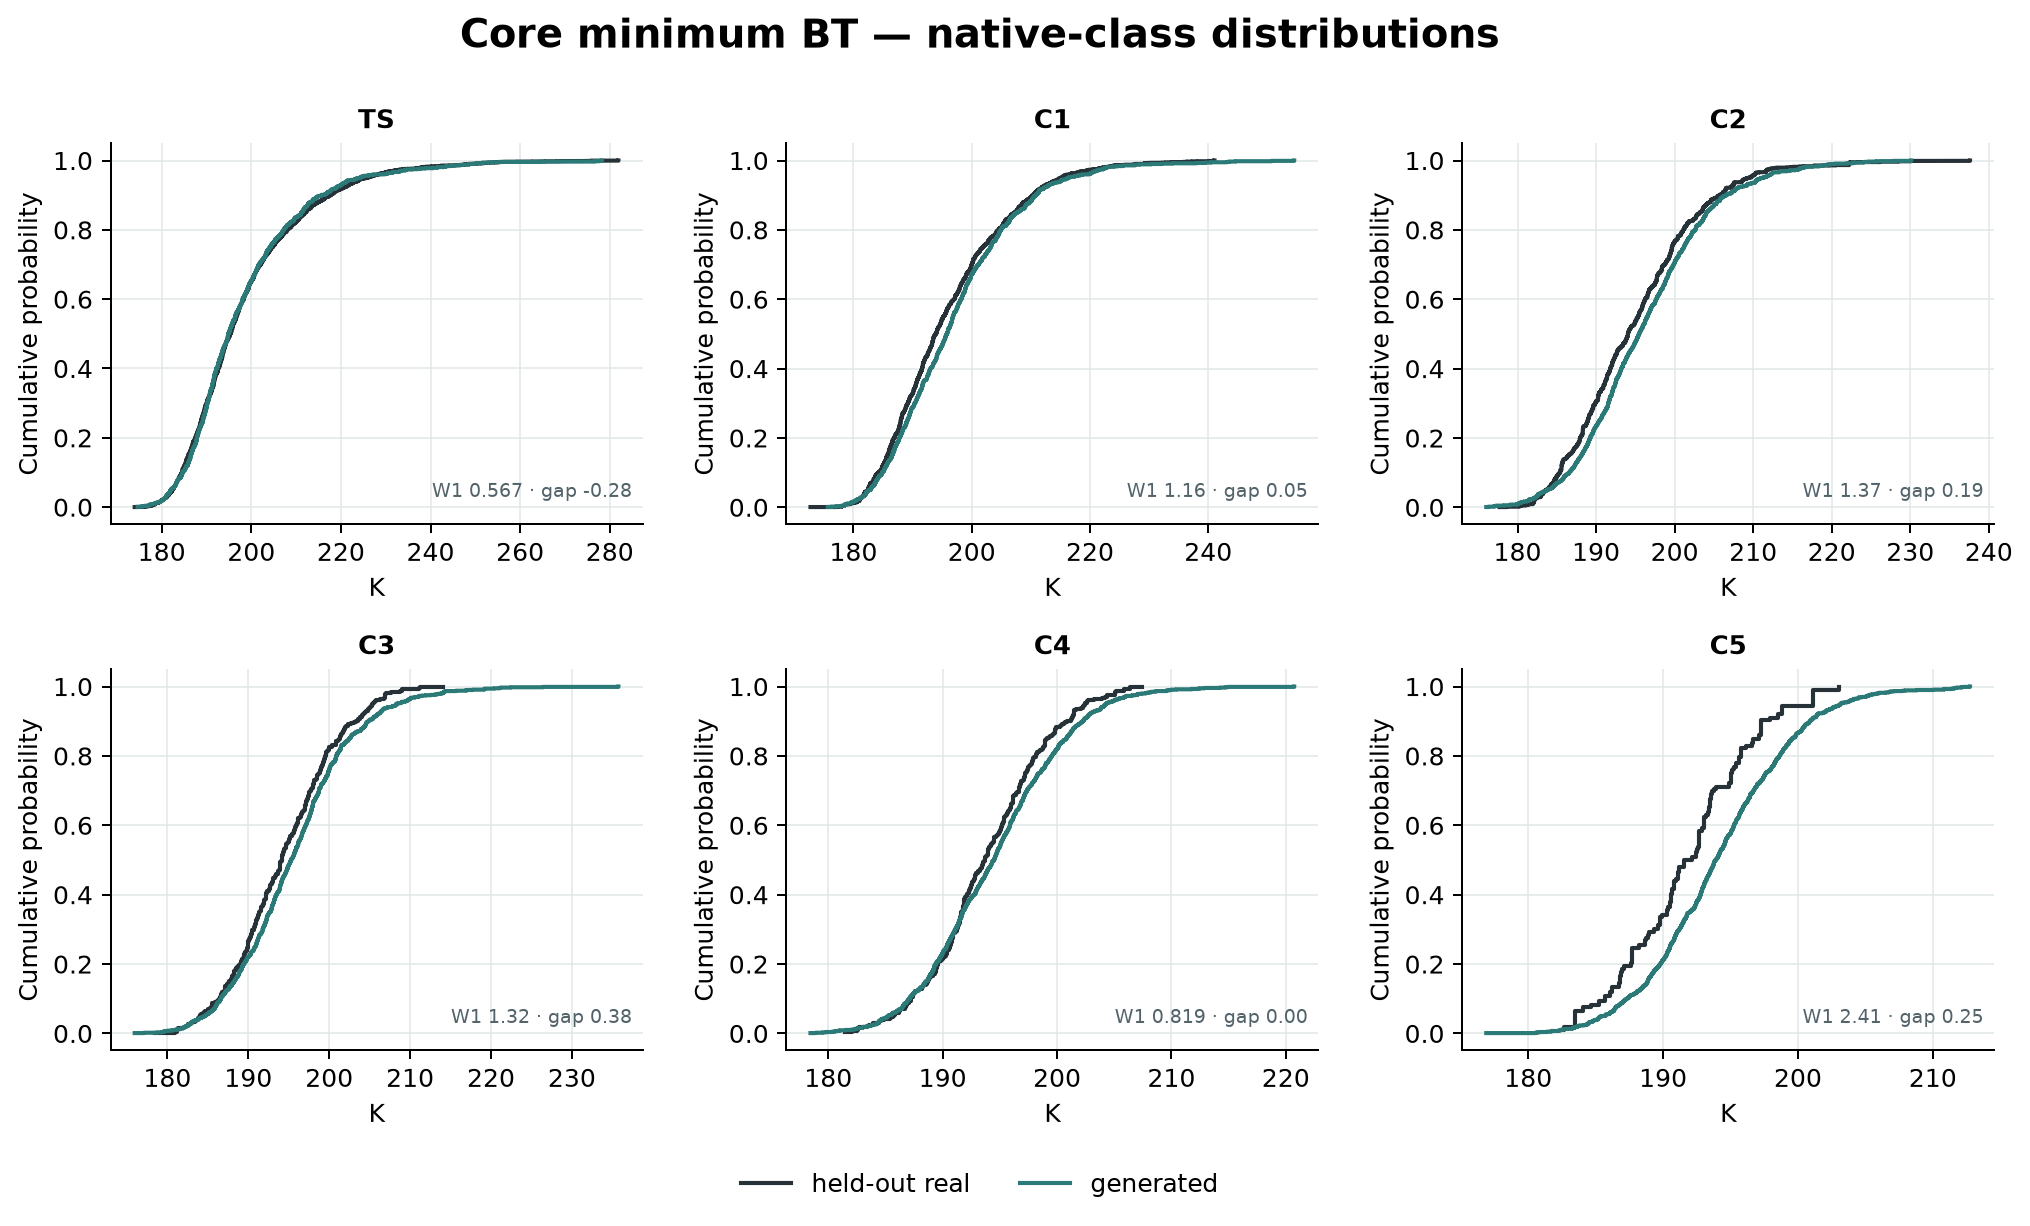 Core minimum BT — native-class distributions
TS
Cumulative probability
1.0
0.8
0.6
0.4
0.2
0.0
W1 0.567 · gap -0.28
180 200 220 240 260 280
K
C1
Cumulative probability
1.0
0.8
0.6
0.4
0.2
0.0
W1 1.16 · gap 0.05
180 200 220 240
K
C2
Cumulative probability
1.0
0.8
0.6
0.4
0.2
0.0
W1 1.37 · gap 0.19
180 190 200 210 220 230 240
K
C3
Cumulative probability
1.0
0.8
0.6
0.4
0.2
0.0
W1 1.32 · gap 0.38
180 190 200 210 220 230
K
C4
Cumulative probability
1.0
0.8
0.6
0.4
0.2
0.0
W1 0.819 · gap 0.00
180 190 200 210 220
K
C5
Cumulative probability
1.0
0.8
0.6
0.4
0.2
0.0
W1 2.41 · gap 0.25
180 190 200 210
K
held-out real generated